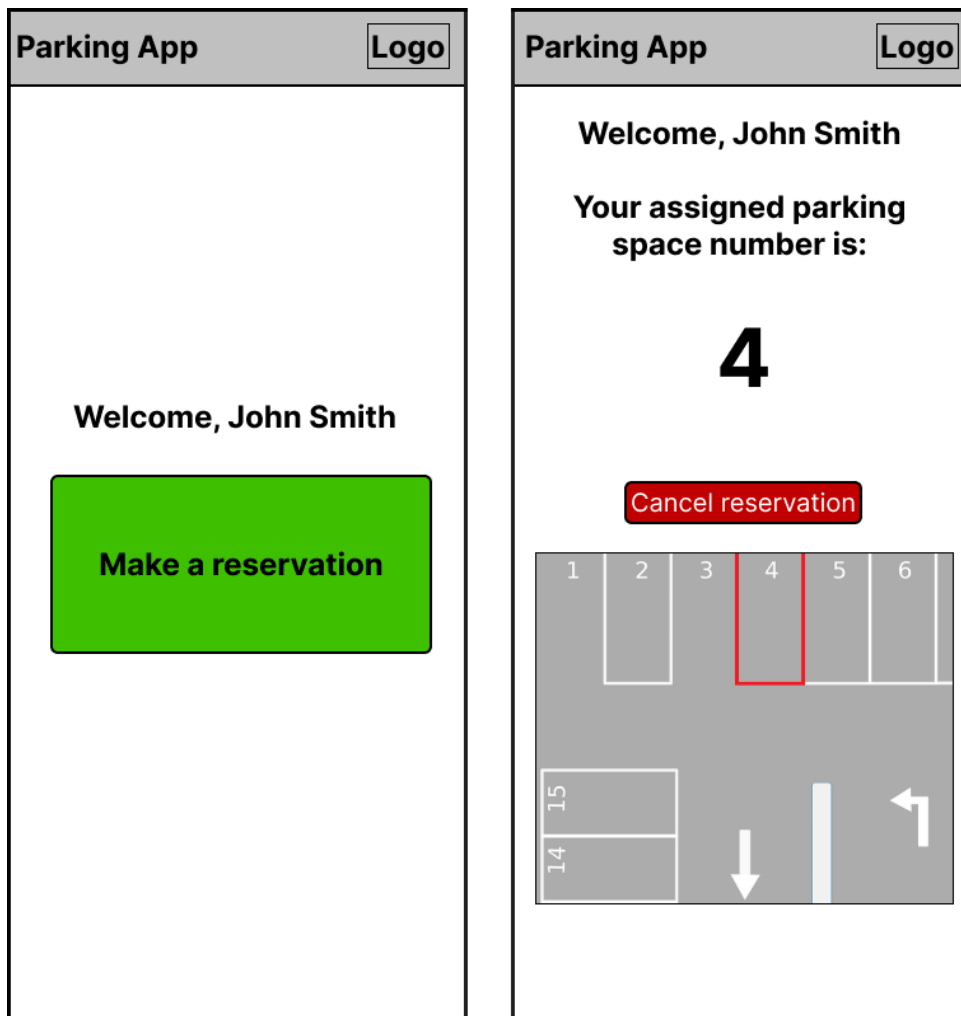 Parking App
Logo
Welcome, John Smith
Make a reservation
Parking App
Logo
Welcome, John Smith
Your assigned parking
space number is:
4
Cancel reservation
1 2 3 4 5 6
15
14